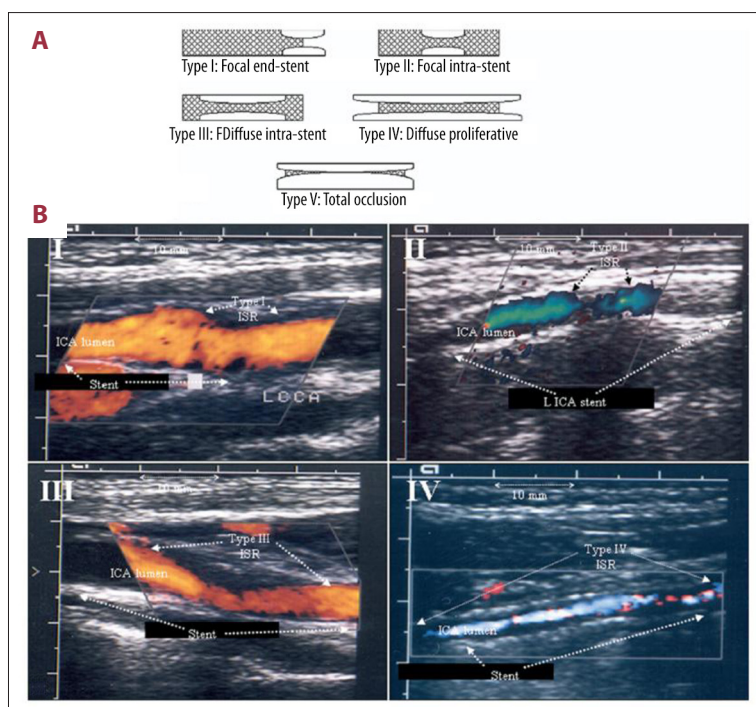 A
Type I: Focal end-stent
Type II: Focal intra-stent
Type III: FDiffuse intra-stent
Type IV: Diffuse proliferative
Type V: Total occlusion
B
I
10 mm
Type I
ISR
ICA lumen
Stent
LCCA
II
10 mm
Type II
ISR
ICA lumen
L ICA stent
III
10 mm
Type III
ISR
ICA lumen
Stent
IV
10 mm
Type IV
ISR
ICA lumen
Stent